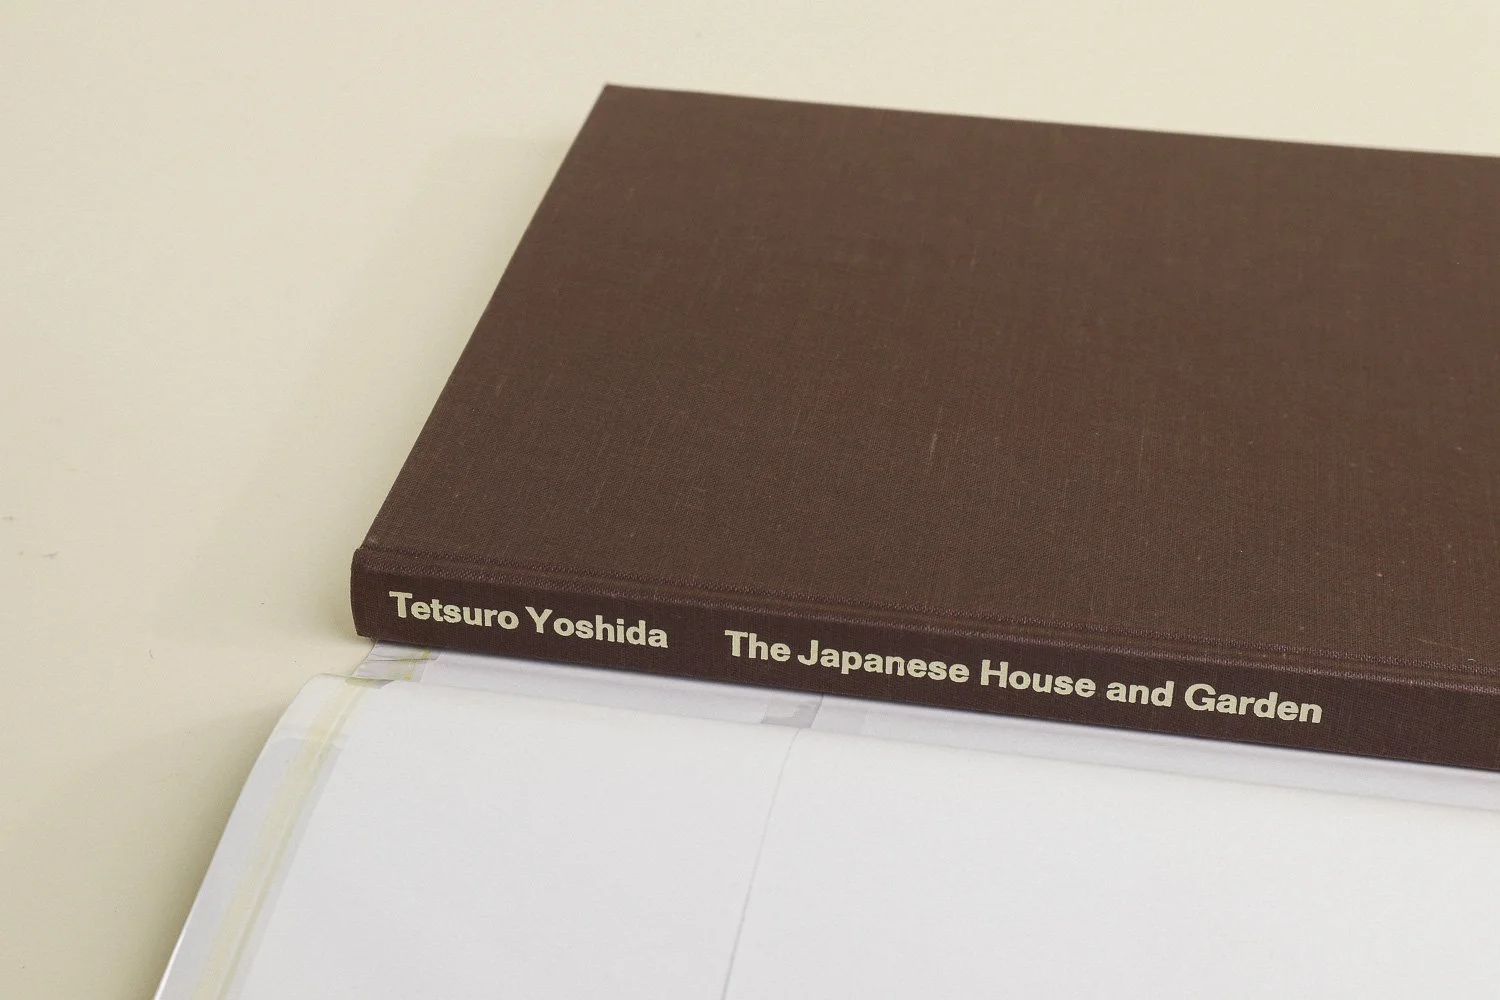 Tetsuro Yoshida The Japanese House and Garden